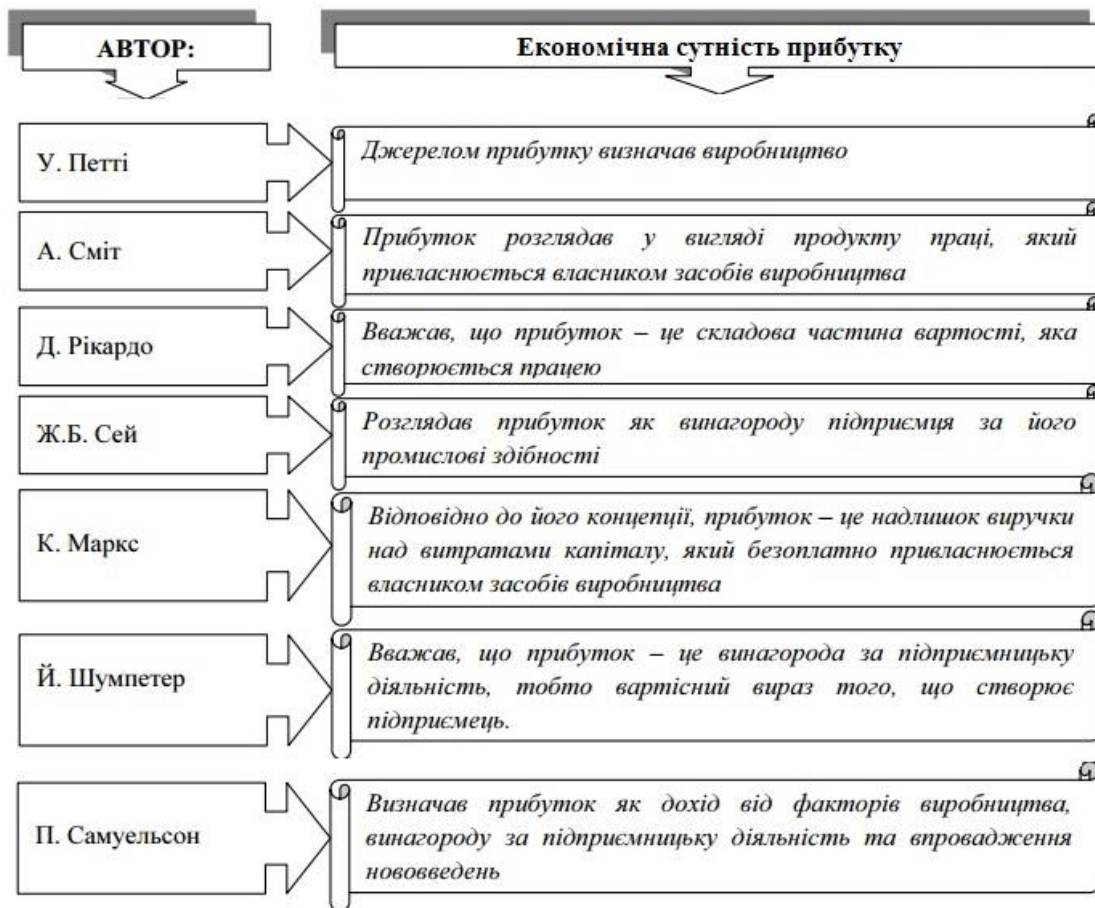 АВТОР:
Економічна сутність прибутку
У. Петті
Джерелом прибутку визначав виробництво
А. Сміт
Прибуток розглядав у вигляді продукту праці, який
привласнюється власником засобів виробництва
Д. Рікардо
Вважав, що прибуток – це складова частина вартості, яка
створюється працею
Ж.Б. Сей
Розглядав прибуток як винагороду підприємця за його
промислові здібності
К. Маркс
Відповідно до його концепції, прибуток – це надлишок виручки
над витратами капіталу, який безоплатно привласнюється
власником засобів виробництва
Й. Шумпетер
Вважав, що прибуток – це винагорода за підприємницьку
діяльність, тобто вартісний вираз того, що створює
підприємець.
П. Самуельсон
Визначав прибуток як дохід від факторів виробництва,
винагороду за підприємницьку діяльність та впровадження
нововведень